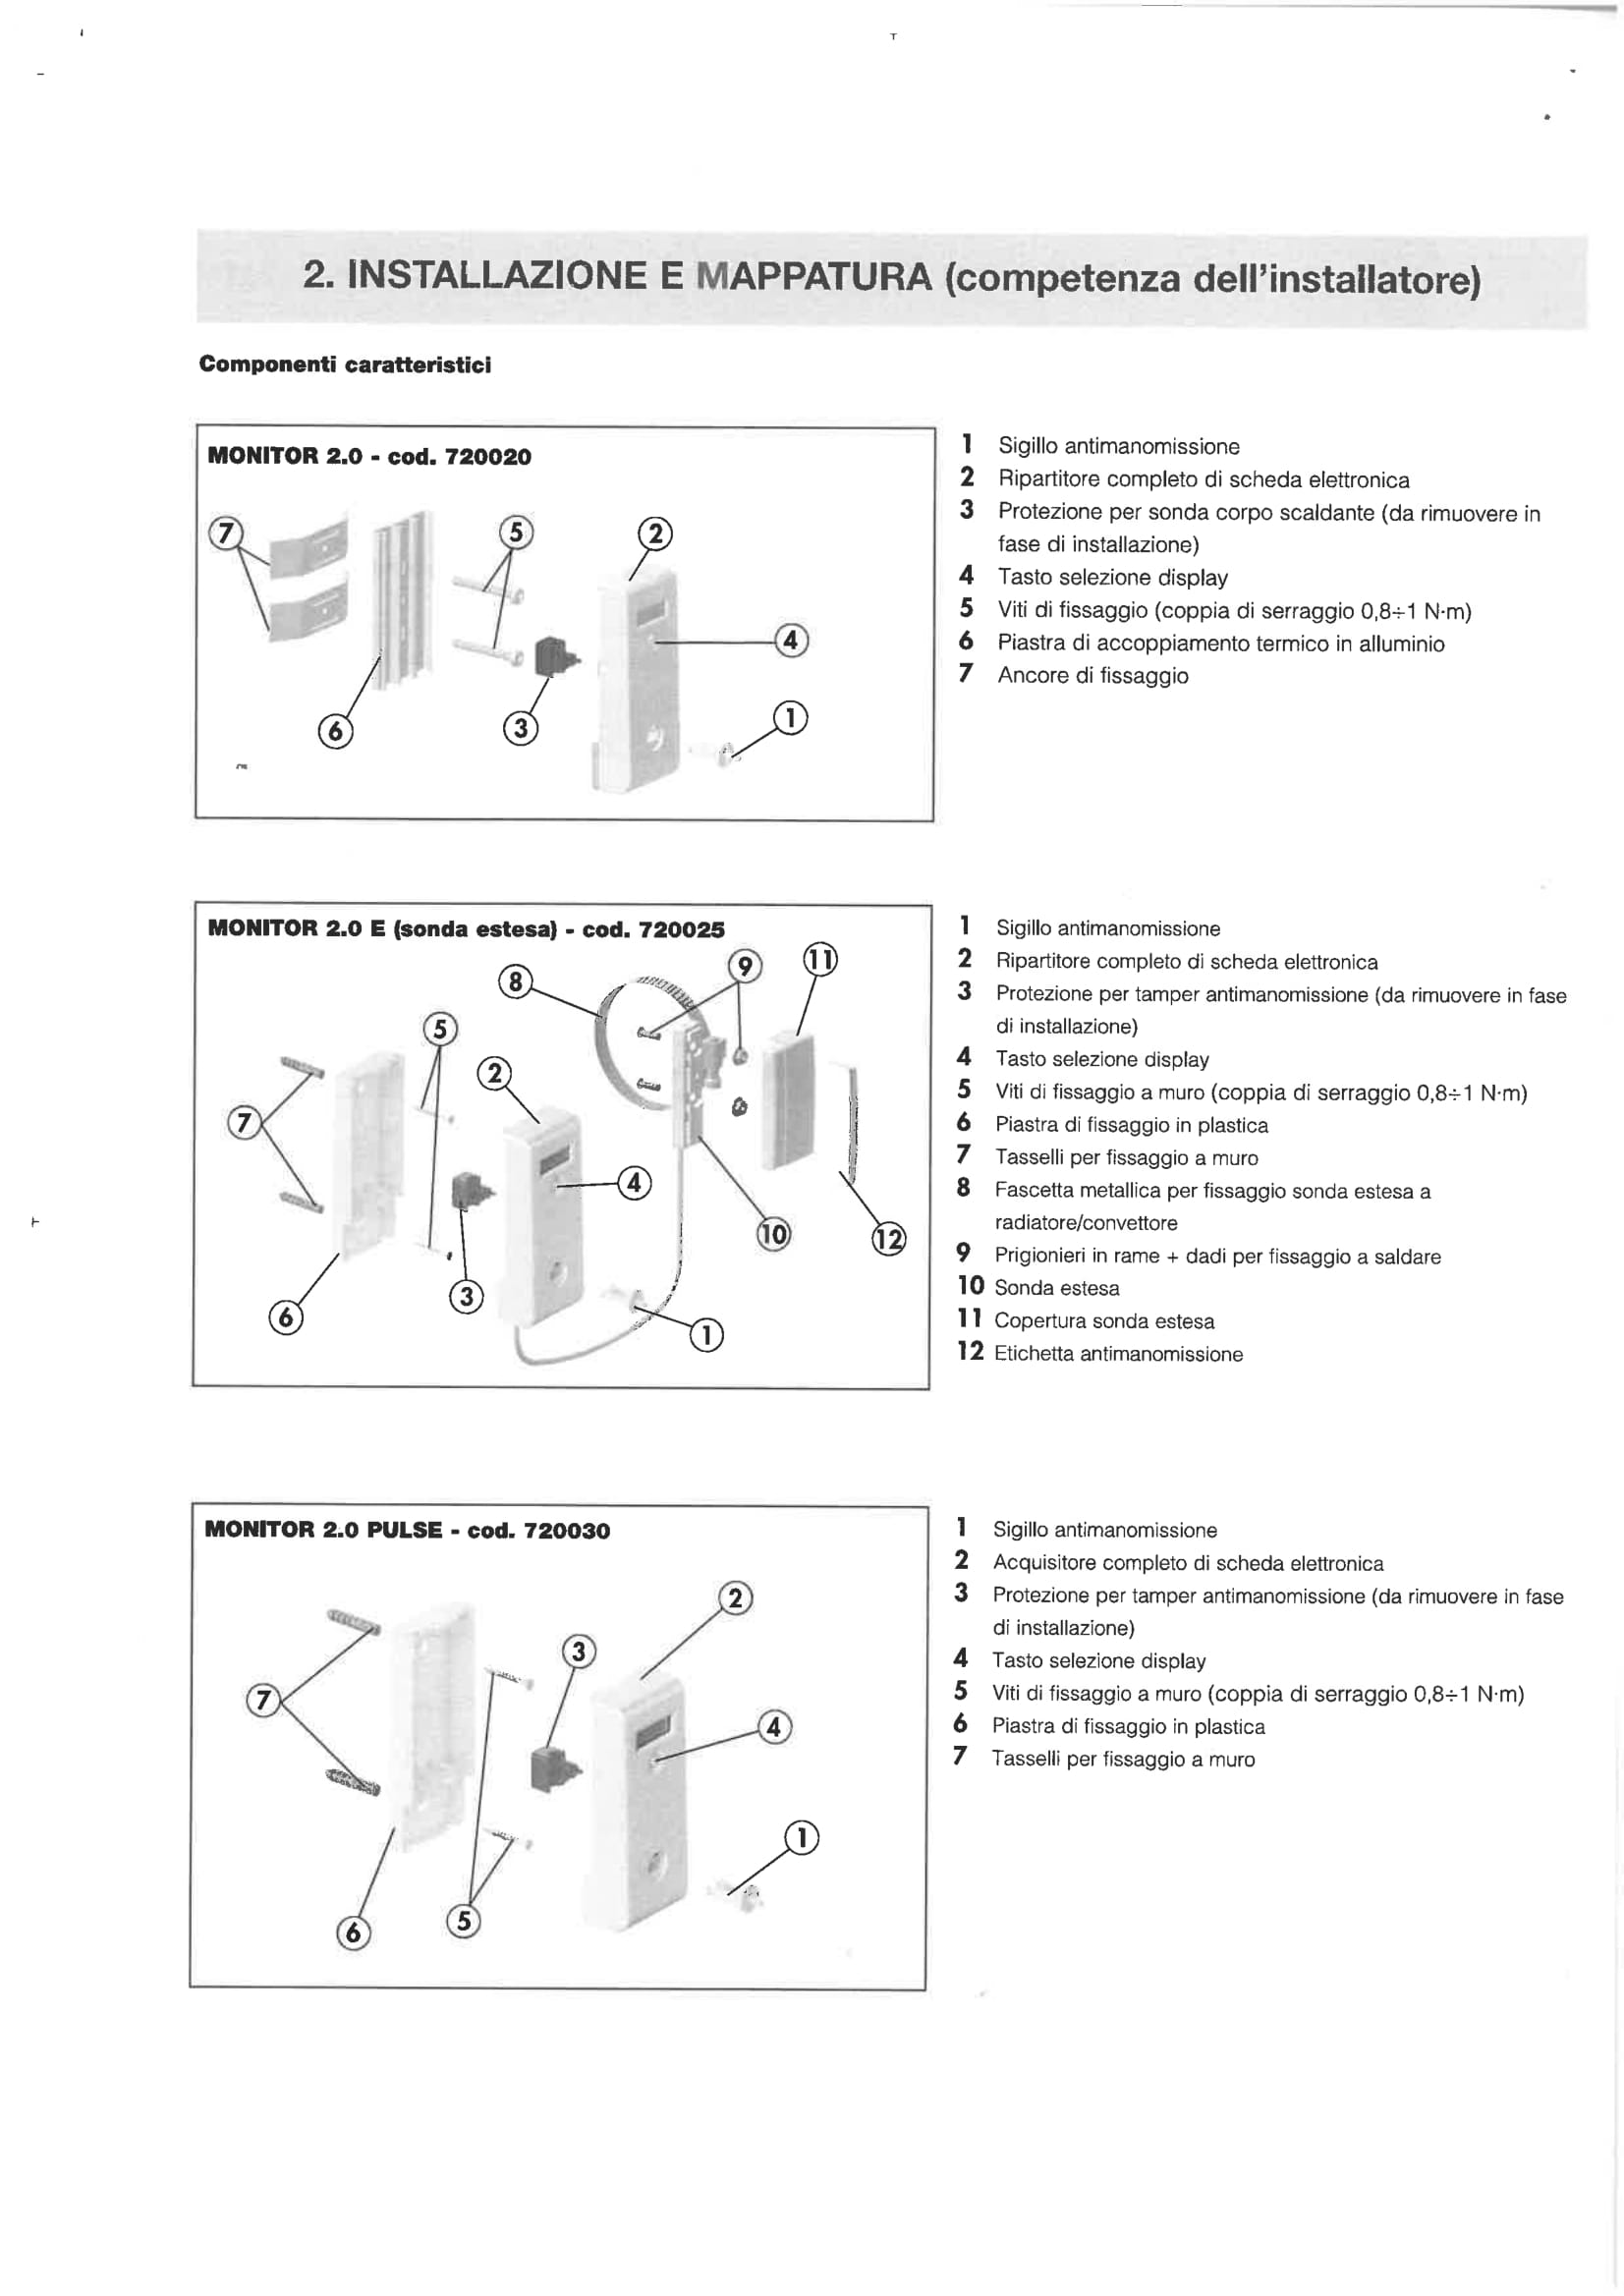 2. INSTALLAZIONE E MAPPATURA (competenza dell'installatore)
Componenti caratteristici
MONITOR 2.0 - cod. 720020
7
5
2
4
6
3
1
1 Sigillo antimanomissione
2 Ripartitore completo di scheda elettronica
3 Protezione per sonda corpo scaldante (da rimuovere in
fase di installazione)
4 Tasto selezione display
5 Viti di fissaggio (coppia di serraggio 0,8÷1 N·m)
6 Piastra di accoppiamento termico in alluminio
7 Ancore di fissaggio
MONITOR 2.0 E (sonda estesa) - cod. 720025
8
9
11
5
2
7
4
10
12
3
6
1
1 Sigillo antimanomissione
2 Ripartitore completo di scheda elettronica
3 Protezione per tamper antimanomissione (da rimuovere in fase
di installazione)
4 Tasto selezione display
5 Viti di fissaggio a muro (coppia di serraggio 0,8÷1 N·m)
6 Piastra di fissaggio in plastica
7 Tasselli per fissaggio a muro
8 Fascetta metallica per fissaggio sonda estesa a
radiatore/convettore
9 Prigionieri in rame + dadi per fissaggio a saldare
10 Sonda estesa
11 Copertura sonda estesa
12 Etichetta antimanomissione
MONITOR 2.0 PULSE - cod. 720030
2
3
7
4
1
6
5
1 Sigillo antimanomissione
2 Acquisitore completo di scheda elettronica
3 Protezione per tamper antimanomissione (da rimuovere in fase
di installazione)
4 Tasto selezione display
5 Viti di fissaggio a muro (coppia di serraggio 0,8÷1 N·m)
6 Piastra di fissaggio in plastica
7 Tasselli per fissaggio a muro